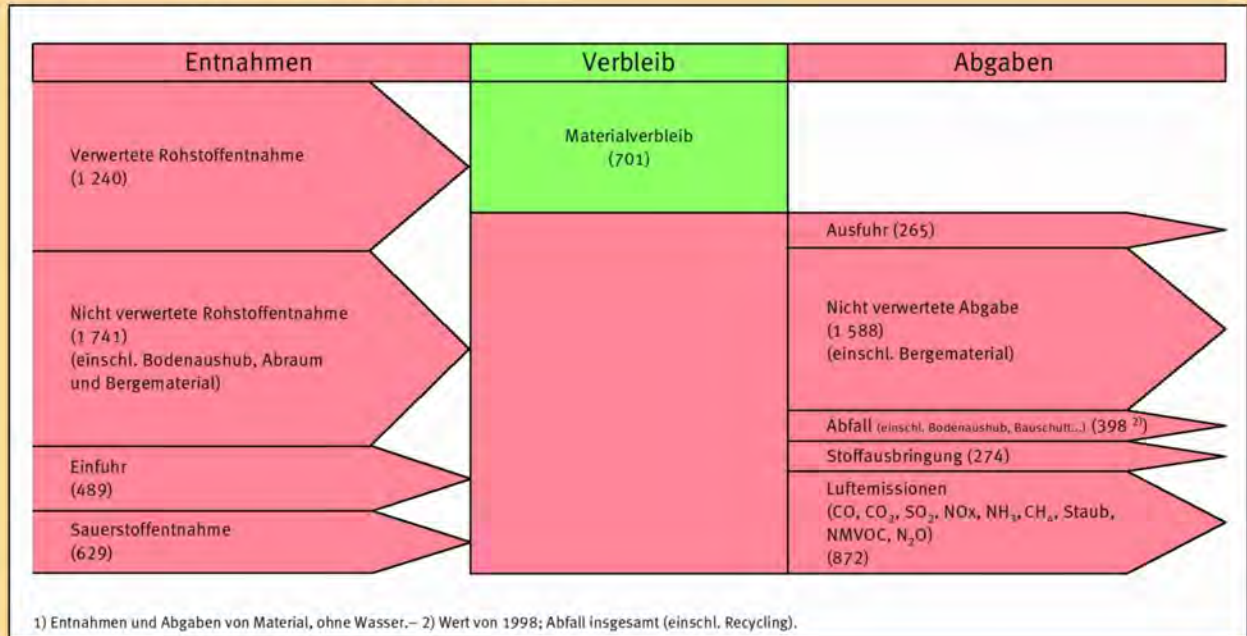 Entnahmen
Verbleib
Abgaben
Verwertete Rohstoffentnahme
(1 240)
Nicht verwertete Rohstoffentnahme
(1 741)
(einschl. Bodenaushub, Abraum
und Bergematerial)
Einfuhr
(489)
Sauerstoffentnahme
(629)
Materialverbleib
(701)
Ausfuhr (265)
Nicht verwertete Abgabe
(1 588)
(einschl. Bergematerial)
Abfall (einschl. Bodenaushub, Bauschutt...) (398 ²⁾)
Stoffausbringung (274)
Luftemissionen
(CO, CO₂, SO₂, NOx, NH₃, CH₄, Staub,
NMVOC, N₂O)
(872)
1) Entnahmen und Abgaben von Material, ohne Wasser.– 2) Wert von 1998; Abfall insgesamt (einschl. Recycling).